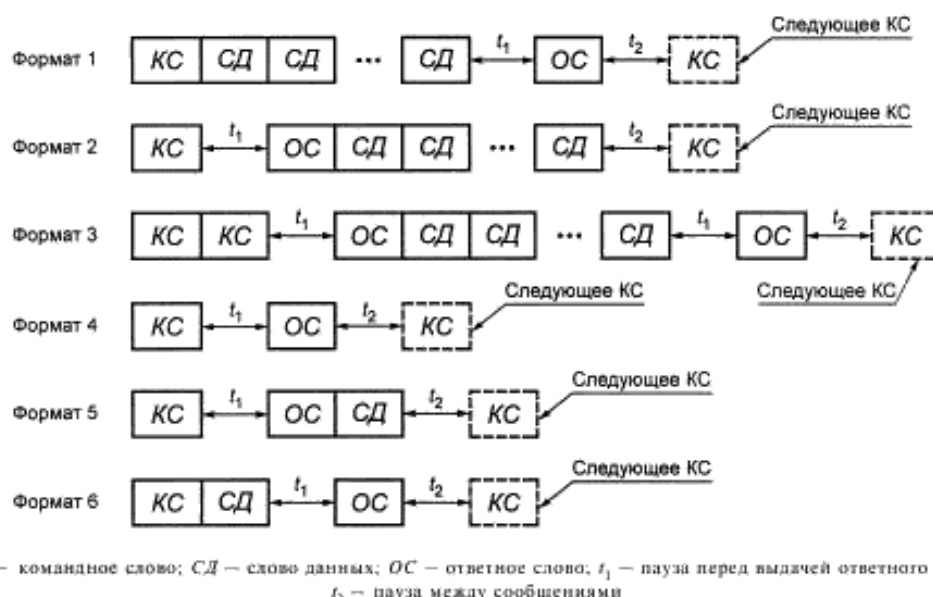 Следующее КС
Формат 1 КС СД СД ... СД t₁ ОС t₂ КС
Следующее КС
Формат 2 КС t₁ ОС СД СД ... СД t₂ КС
Формат 3 КС КС t₁ ОС СД СД ... СД t₁ ОС t₂ КС
Следующее КС Следующее КС
Формат 4 КС t₁ ОС t₂ КС
Следующее КС
Формат 5 КС t₁ ОС СД t₂ КС
Следующее КС
Формат 6 КС СД t₁ ОС t₂ КС
— командное слово; СД — слово данных; ОС — ответное слово; t₁ — пауза перед выдачей ответного
— пауза между сообщениями